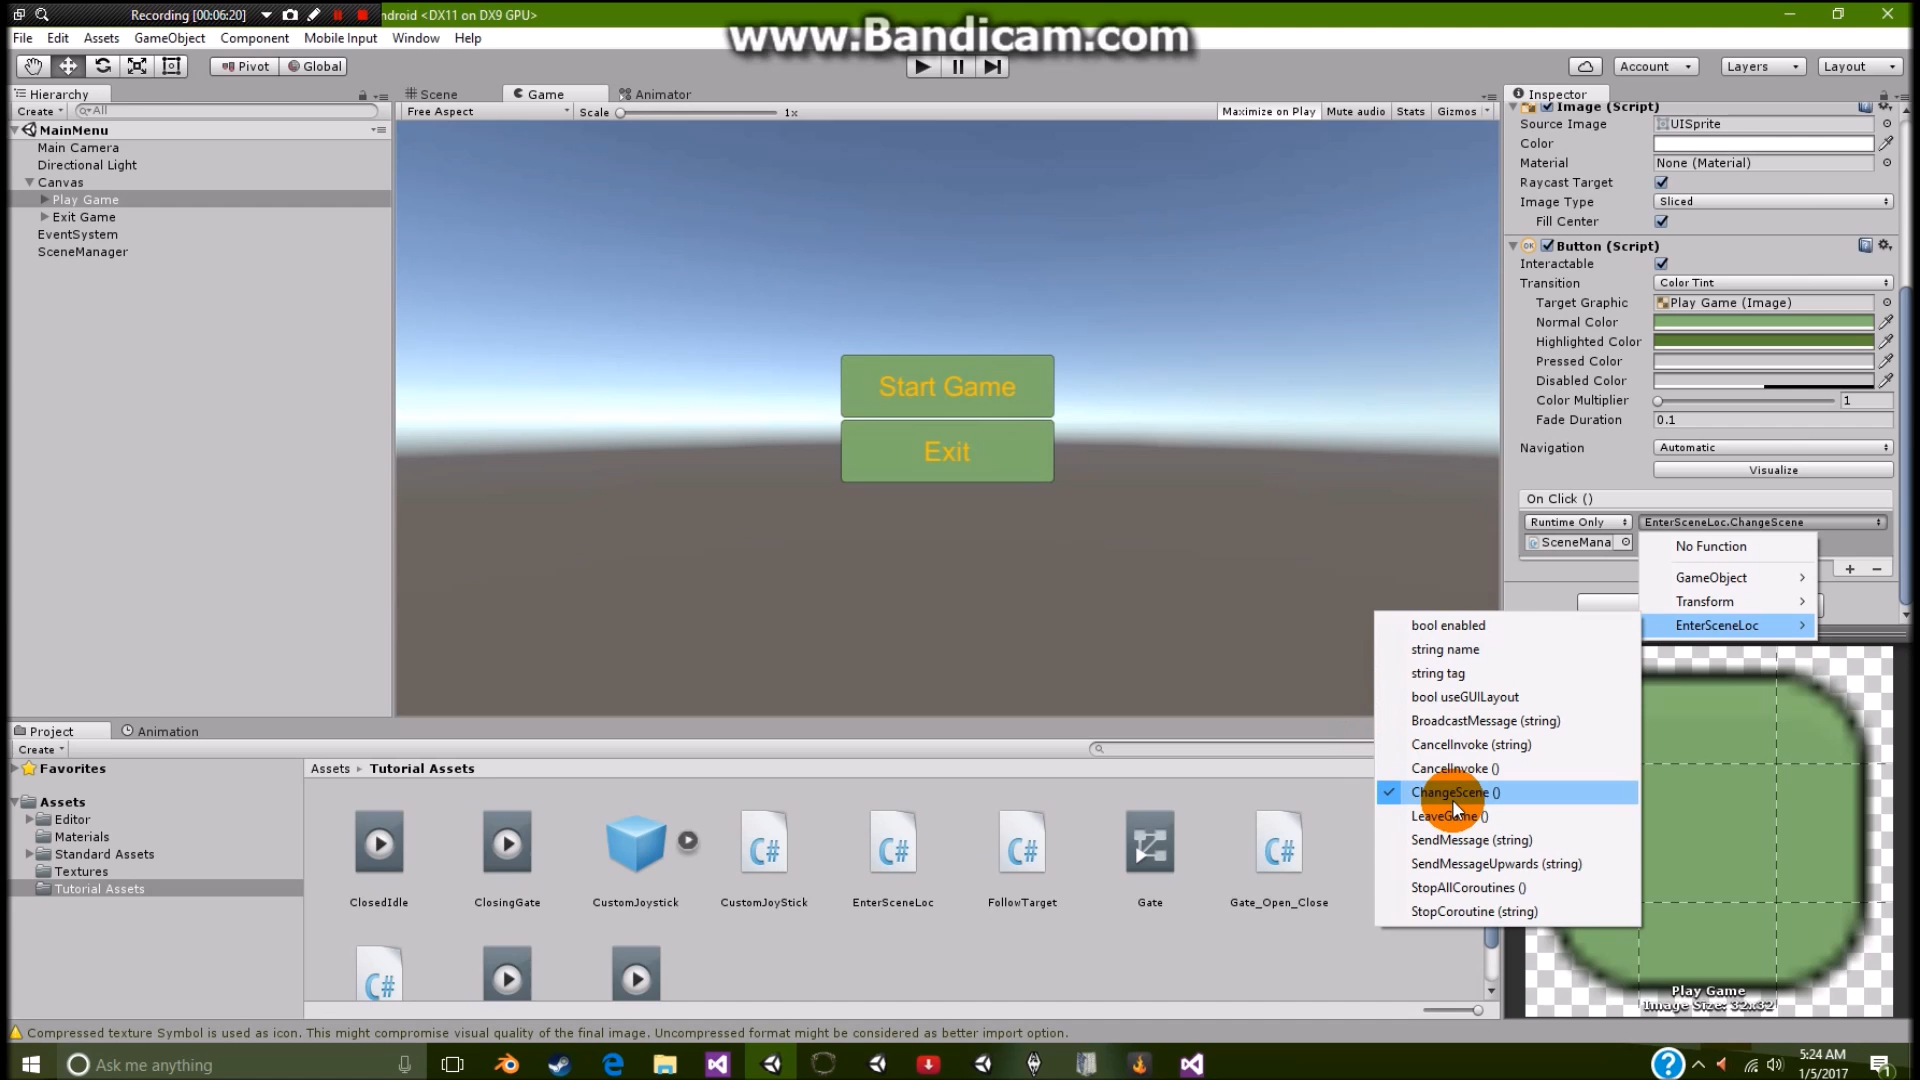 Recording [00:06:20]
ndroid <DX11 on DX9 GPU>
www.Bandicam.com
File Edit Assets GameObject Component Mobile Input Window Help
Pivot Global
Account Layers Layout
Hierarchy
Create All
MainMenu
Main Camera
Directional Light
Canvas
Play Game
Exit Game
EventSystem
SceneManager
Scene Game Animator
Free Aspect Scale 1x Maximize on Play Mute audio Stats Gizmos
Start Game
Exit
Inspector
Image (Script)
Source Image UISprite
Color
Material None (Material)
Raycast Target
Image Type Sliced
Fill Center
Button (Script)
Interactable
Transition Color Tint
Target Graphic Play Game (Image)
Normal Color
Highlighted Color
Pressed Color
Disabled Color
Color Multiplier 1
Fade Duration 0.1
Navigation Automatic
Visualize
On Click ()
Runtime Only EnterSceneLoc.ChangeScene
SceneMana
No Function
GameObject
Transform
EnterSceneLoc
bool enabled
string name
string tag
bool useGUILayout
BroadcastMessage (string)
CancelInvoke (string)
CancelInvoke ()
ChangeScene ()
LeaveGame ()
SendMessage (string)
SendMessageUpwards (string)
StopAllCoroutines ()
StopCoroutine (string)
Play Game
Image Size: 32x32
Project Animation
Create
Favorites
Assets
Editor
Materials
Standard Assets
Textures
Tutorial Assets
Assets Tutorial Assets
C# C# C# C#
ClosedIdle ClosingGate CustomJoystick CustomJoyStick EnterSceneLoc FollowTarget Gate Gate_Open_Close
C#
Compressed texture Symbol is used as icon. This might compromise visual quality of the final image. Uncompressed format might be considered as better import option.
Ask me anything
5:24 AM
1/5/2017
1